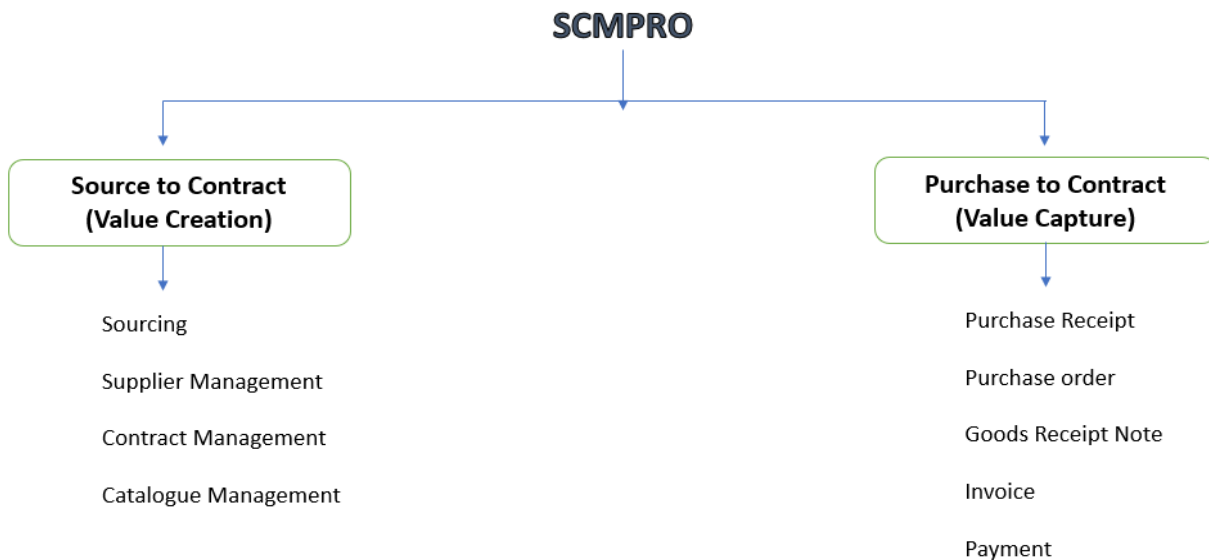 SCMPRO
Source to Contract
(Value Creation)
Sourcing
Supplier Management
Contract Management
Catalogue Management
Purchase to Contract
(Value Capture)
Purchase Receipt
Purchase order
Goods Receipt Note
Invoice
Payment